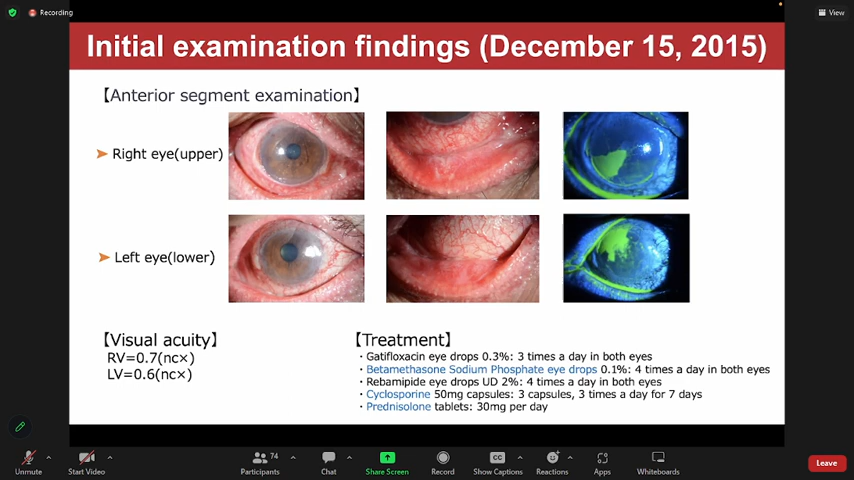 Recording
View
Initial examination findings (December 15, 2015)
【Anterior segment examination】
➤ Right eye(upper)
➤ Left eye(lower)
【Visual acuity】
RV=0.7(nc×)
LV=0.6(nc×)
【Treatment】
・Gatifloxacin eye drops 0.3%: 3 times a day in both eyes
・Betamethasone Sodium Phosphate eye drops 0.1%: 4 times a day in both eyes
・Rebamipide eye drops UD 2%: 4 times a day in both eyes
・Cyclosporine 50mg capsules: 3 capsules, 3 times a day for 7 days
・Prednisolone tablets: 30mg per day
Unmute
Start Video
Participants
74
Chat
Share Screen
Record
CC
Show Captions
Reactions
Apps
Whiteboards
Leave